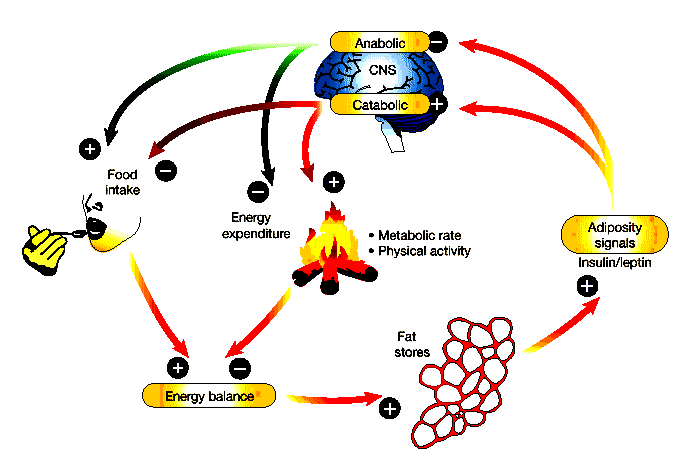 Anabolic
−
CNS
Catabolic
+
+
−
Food
intake
−
Energy
expenditure
+
• Metabolic rate
• Physical activity
Adiposity
signals
Insulin/leptin
+
Fat
stores
+
−
Energy balance
+